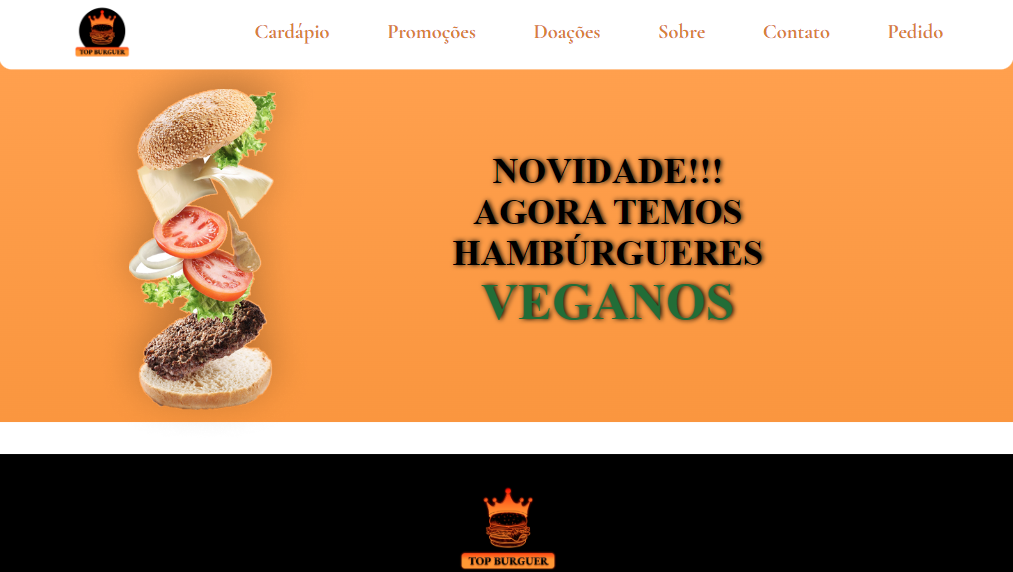 TOP BURGUER
Cardápio
Promoções
Doações
Sobre
Contato
Pedido
NOVIDADE!!!
AGORA TEMOS
HAMBÚRGUERES
VEGANOS
TOP BURGUER